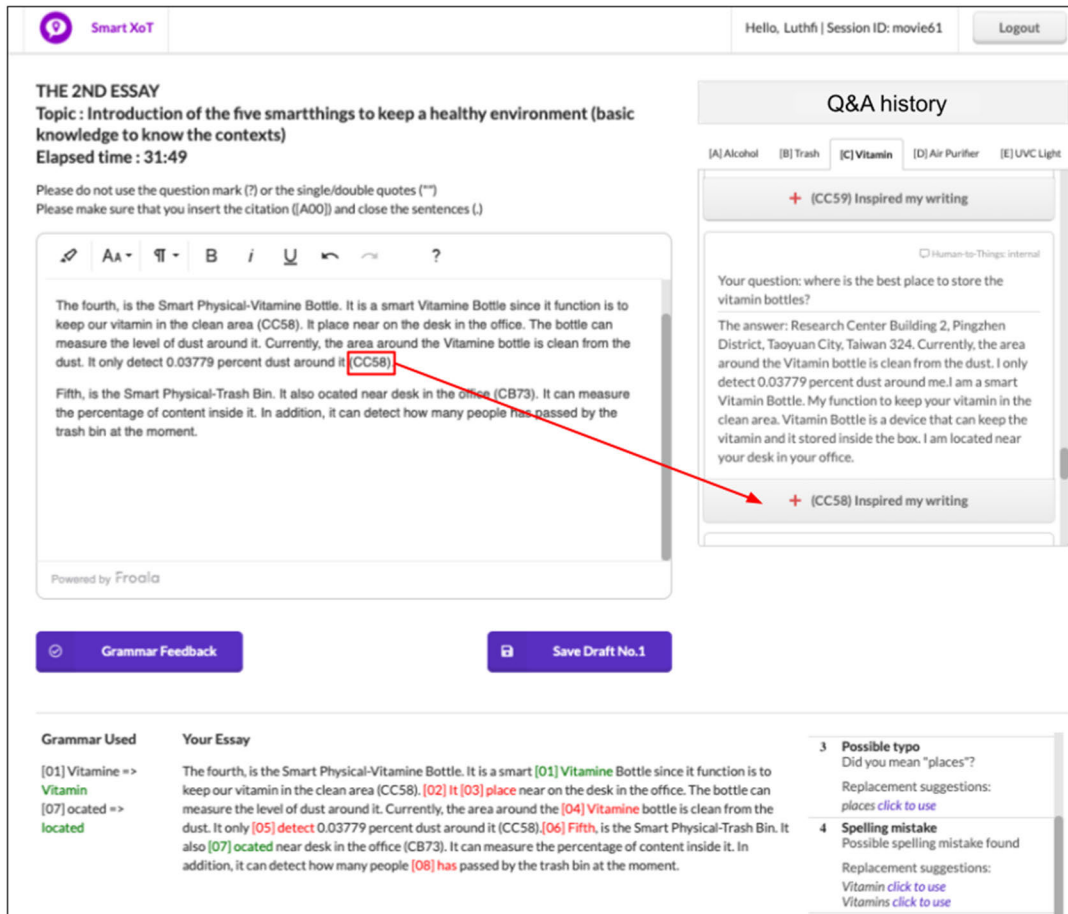 Smart XoT
Hello, Luthfi | Session ID: movie61
Logout
THE 2ND ESSAY
Topic : Introduction of the five smartthings to keep a healthy environment (basic
knowledge to know the contexts)
Elapsed time : 31:49
Please do not use the question mark (?) or the single/double quotes ("")
Please make sure that you insert the citation ([A00]) and close the sentences (.)
AA
¶
B
i
U
?
The fourth, is the Smart Physical-Vitamine Bottle. It is a smart Vitamine Bottle since it function is to
keep our vitamin in the clean area (CC58). It place near on the desk in the office. The bottle can
measure the level of dust around it. Currently, the area around the Vitamine bottle is clean from the
dust. It only detect 0.03779 percent dust around it (CC58).
Fifth, is the Smart Physical-Trash Bin. It also ocated near desk in the office (CB73). It can measure
the percentage of content inside it. In addition, it can detect how many people has passed by the
trash bin at the moment.
Powered by Froala
Grammar Feedback
Save Draft No.1
Q&A history
[A] Alcohol
[B] Trash
[C] Vitamin
[D] Air Purifier
[E] UVC Light
+ (CC59) Inspired my writing
Human-to-Things: internal
Your question: where is the best place to store the
vitamin bottles?
The answer: Research Center Building 2, Pingzhen
District, Taoyuan City, Taiwan 324. Currently, the area
around the Vitamin bottle is clean from the dust. I only
detect 0.03779 percent dust around me.I am a smart
Vitamin Bottle. My function to keep your vitamin in the
clean area. Vitamin Bottle is a device that can keep the
vitamin and it stored inside the box. I am located near
your desk in your office.
+ (CC58) Inspired my writing
Grammar Used
[01] Vitamine =>
Vitamin
[07] ocated =>
located
Your Essay
The fourth, is the Smart Physical-Vitamine Bottle. It is a smart [01] Vitamine Bottle since it function is to
keep our vitamin in the clean area (CC58). [02] It [03] place near on the desk in the office. The bottle can
measure the level of dust around it. Currently, the area around the [04] Vitamine bottle is clean from the
dust. It only [05] detect 0.03779 percent dust around it (CC58).[06] Fifth, is the Smart Physical-Trash Bin. It
also [07] ocated near desk in the office (CB73). It can measure the percentage of content inside it. In
addition, it can detect how many people [08] has passed by the trash bin at the moment.
3 Possible typo
Did you mean "places"?
Replacement suggestions:
places click to use
4 Spelling mistake
Possible spelling mistake found
Replacement suggestions:
Vitamin click to use
Vitamins click to use